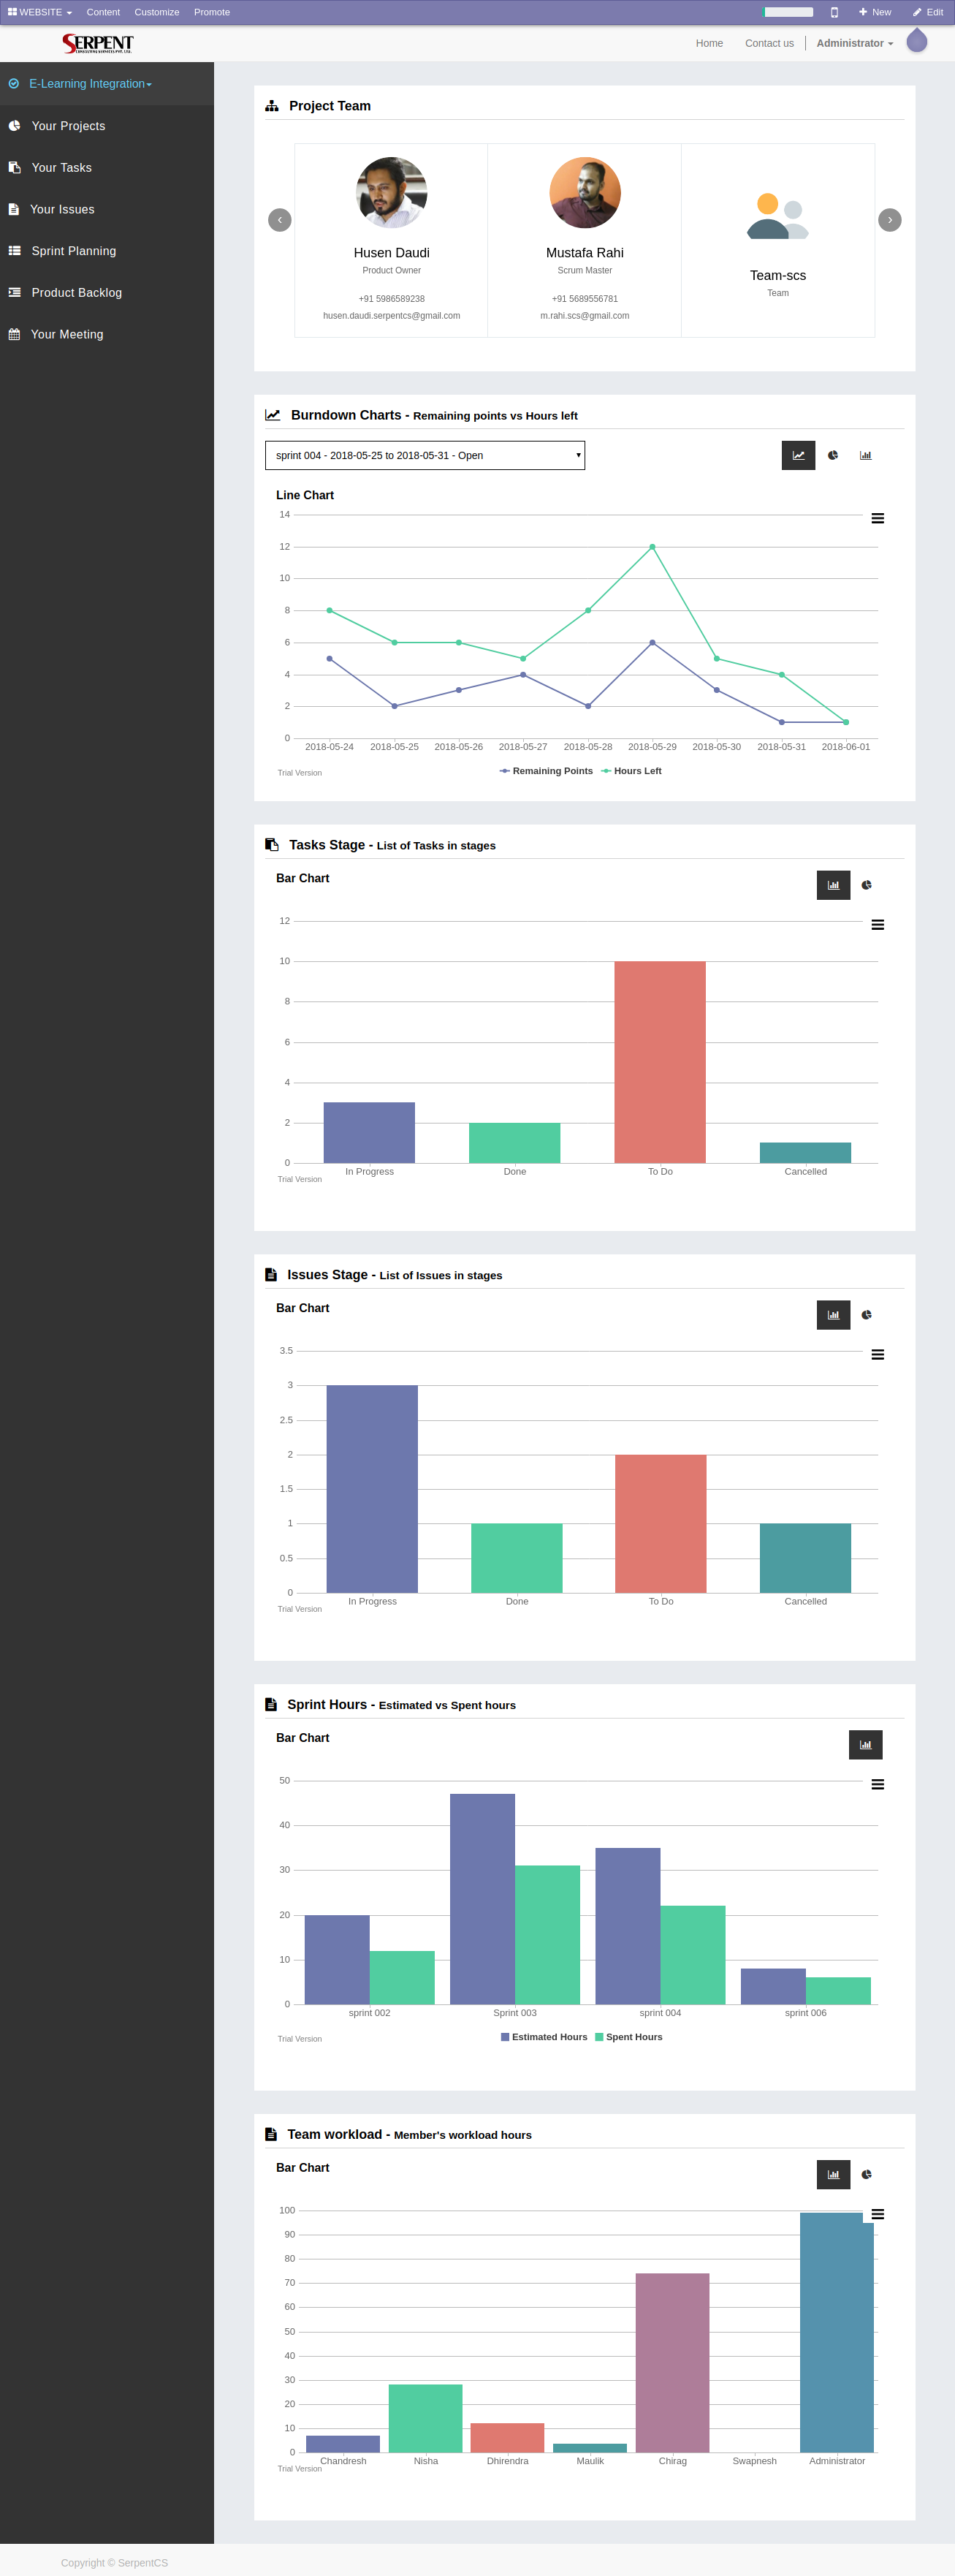 WEBSITE Content Customize Promote New Edit
SERPENT
CONSULTING SERVICES PVT. LTD.
Home Contact us Administrator
E-Learning Integration
Your Projects
Your Tasks
Your Issues
Sprint Planning
Product Backlog
Your Meeting
Project Team
‹
Husen Daudi
Product Owner
+91 5986589238
husen.daudi.serpentcs@gmail.com
Mustafa Rahi
Scrum Master
+91 5689556781
m.rahi.scs@gmail.com
Team-scs
Team
›
Burndown Charts - Remaining points vs Hours left
sprint 004 - 2018-05-25 to 2018-05-31 - Open
Line Chart
14
12
10
8
6
4
2
0
2018-05-24 2018-05-25 2018-05-26 2018-05-27 2018-05-28 2018-05-29 2018-05-30 2018-05-31 2018-06-01
Trial Version
Remaining Points Hours Left
Tasks Stage - List of Tasks in stages
Bar Chart
12
10
8
6
4
2
0
In Progress Done To Do Cancelled
Trial Version
Issues Stage - List of Issues in stages
Bar Chart
3.5
3
2.5
2
1.5
1
0.5
0
In Progress Done To Do Cancelled
Trial Version
Sprint Hours - Estimated vs Spent hours
Bar Chart
50
40
30
20
10
0
sprint 002 Sprint 003 sprint 004 sprint 006
Trial Version
Estimated Hours Spent Hours
Team workload - Member's workload hours
Bar Chart
100
90
80
70
60
50
40
30
20
10
0
Chandresh Nisha Dhirendra Maulik Chirag Swapnesh Administrator
Trial Version
Copyright © SerpentCS